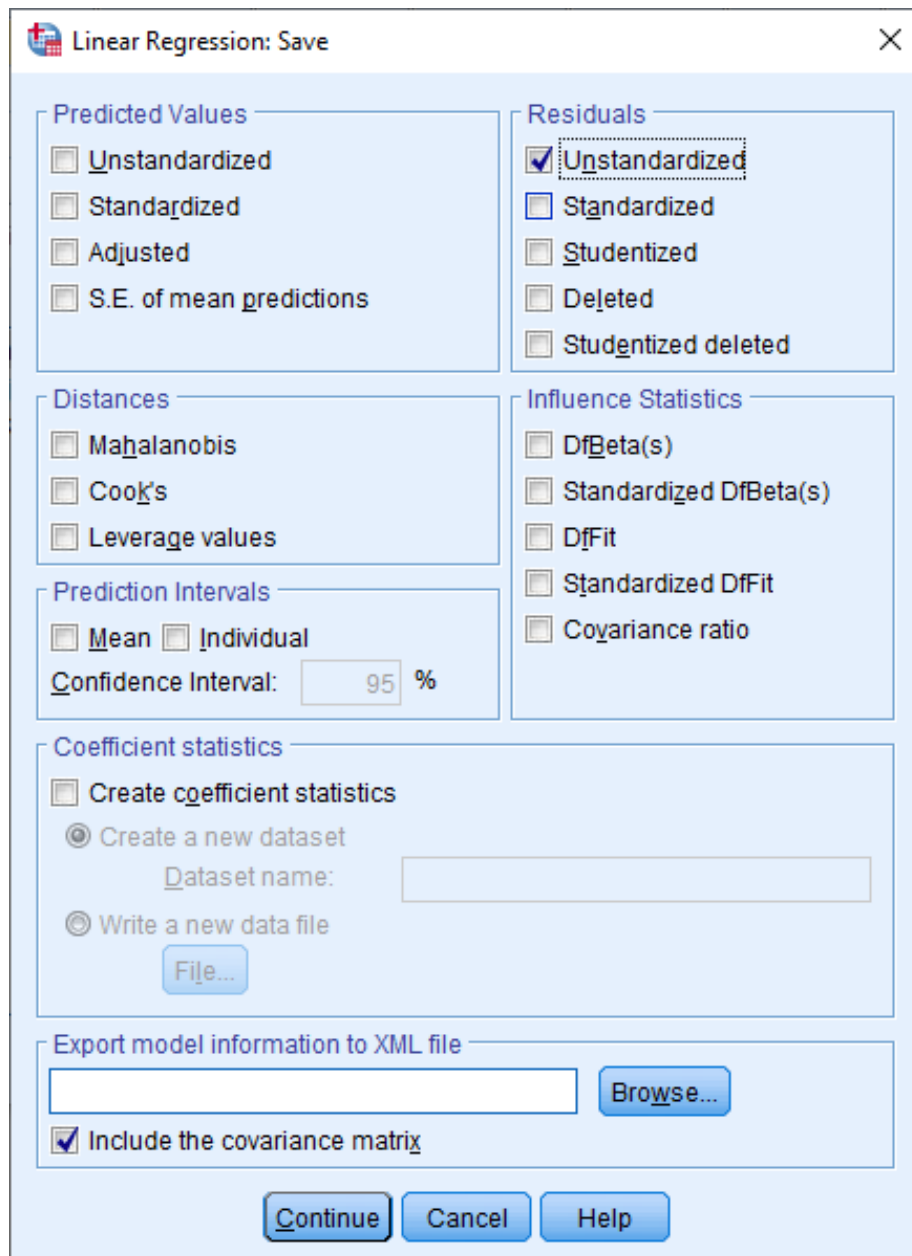 Linear Regression: Save
Predicted Values
Unstandardized
Standardized
Adjusted
S.E. of mean predictions
Residuals
Unstandardized
Standardized
Studentized
Deleted
Studentized deleted
Distances
Mahalanobis
Cook's
Leverage values
Influence Statistics
DfBeta(s)
Standardized DfBeta(s)
DfFit
Standardized DfFit
Covariance ratio
Prediction Intervals
Mean Individual
Confidence Interval: 95 %
Coefficient statistics
Create coefficient statistics
Create a new dataset
Dataset name:
Write a new data file
File...
Export model information to XML file
Browse...
Include the covariance matrix
Continue Cancel Help